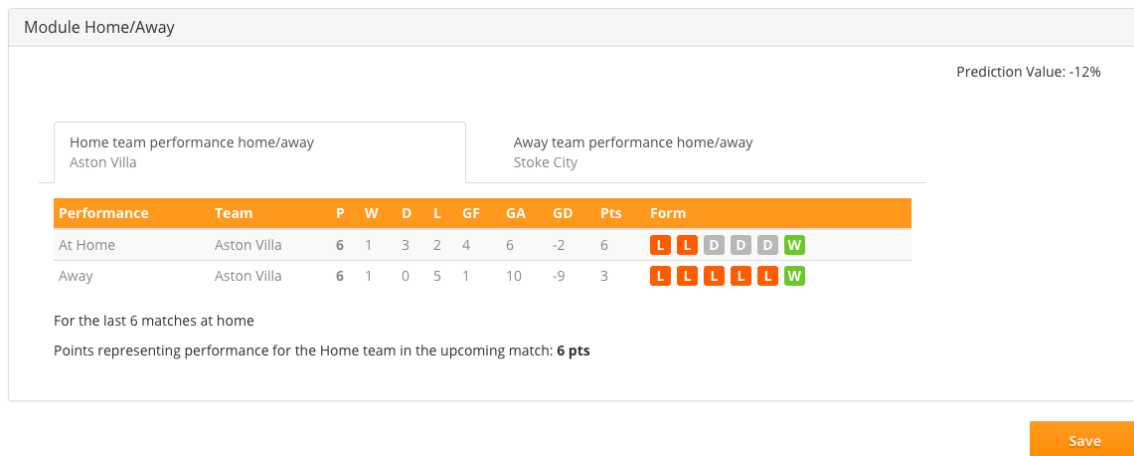 Module Home/Away
Prediction Value: -12%
Home team performance home/away
Aston Villa
Away team performance home/away
Stoke City
Performance Team P W D L GF GA GD Pts Form
At Home Aston Villa 6 1 3 2 4 6 -2 6 L L D D D W
Away Aston Villa 6 1 0 5 1 10 -9 3 L L L L L W
For the last 6 matches at home
Points representing performance for the Home team in the upcoming match: 6 pts
Save